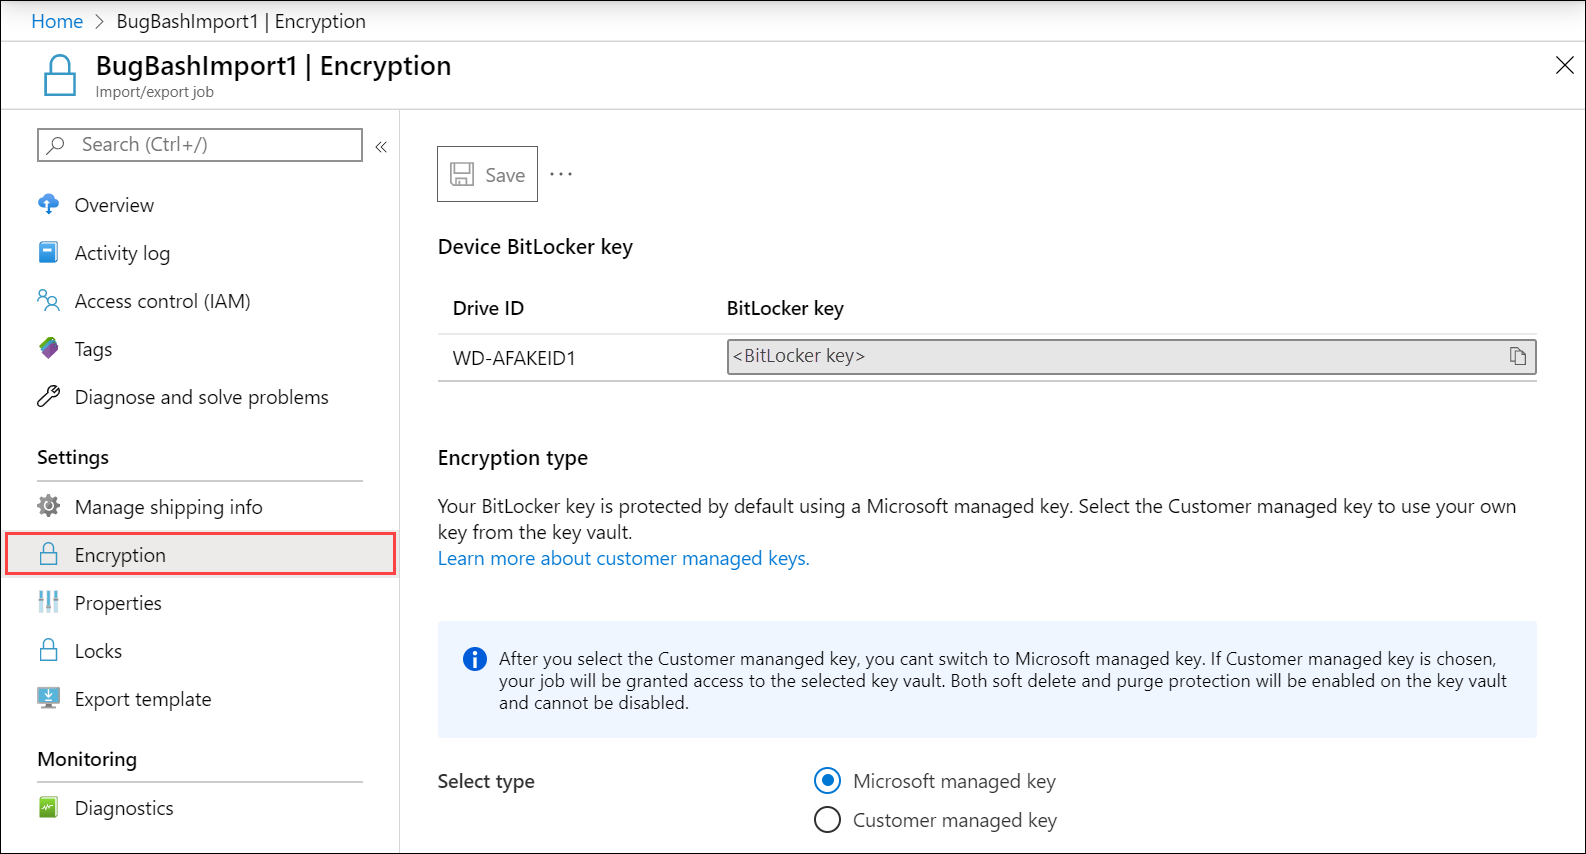 Home > BugBashImport1 | Encryption
BugBashImport1 | Encryption
Import/export job
Search (Ctrl+/)
«
Overview
Activity log
Access control (IAM)
Tags
Diagnose and solve problems
Settings
Manage shipping info
Encryption
Properties
Locks
Export template
Monitoring
Diagnostics
Save ···
Device BitLocker key
Drive ID BitLocker key
WD-AFAKEID1 <BitLocker key>
Encryption type
Your BitLocker key is protected by default using a Microsoft managed key. Select the Customer managed key to use your own
key from the key vault.
Learn more about customer managed keys.
After you select the Customer mananged key, you cant switch to Microsoft managed key. If Customer managed key is chosen,
your job will be granted access to the selected key vault. Both soft delete and purge protection will be enabled on the key vault
and cannot be disabled.
Select type
Microsoft managed key
Customer managed key